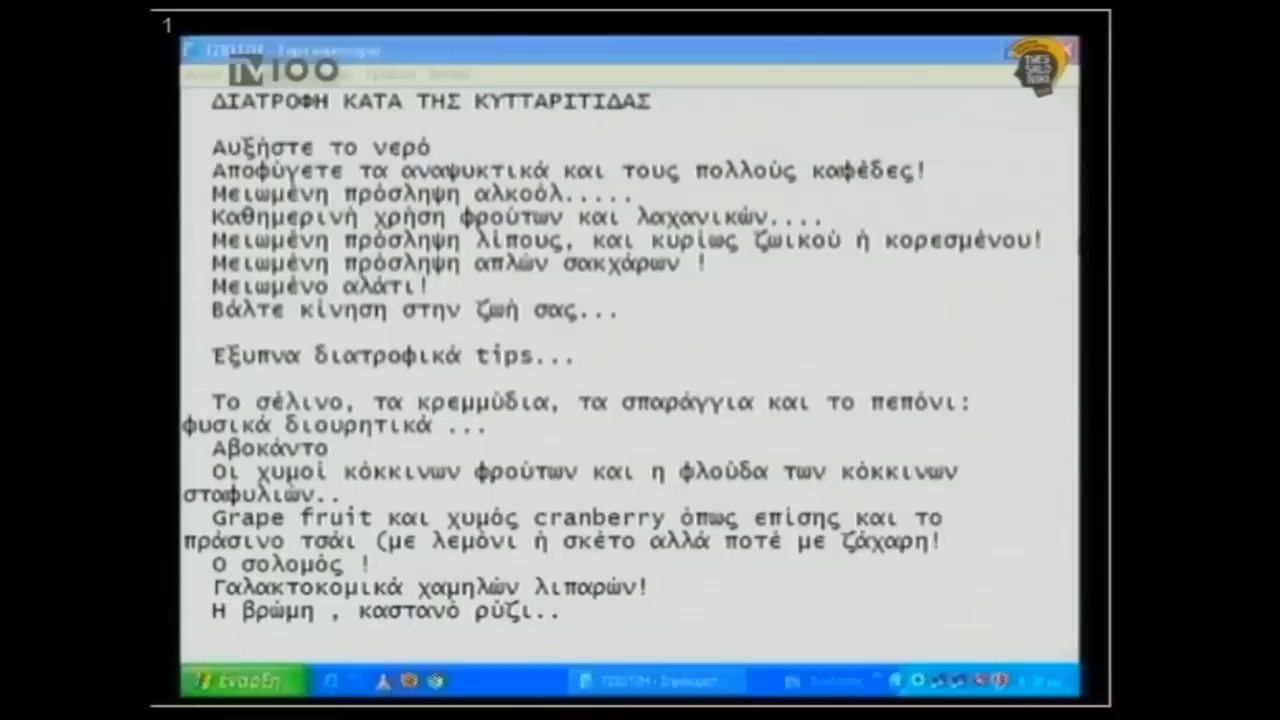 1
TV100
THES
SALO
NIKI
ΔΙΑΤΡΟΦΗ ΚΑΤΑ ΤΗΣ ΚΥΤΤΑΡΙΤΙΔΑΣ
Αυξήστε το νερό
Αποφύγετε τα αναψυκτικά και τους πολλούς καφέδες!
Μειωμένη πρόσληψη αλκοόλ.....
Καθημερινή χρήση φρούτων και λαχανικών....
Μειωμένη πρόσληψη λίπους, και κυρίως ζωικού ή κορεσμένου!
Μειωμένη πρόσληψη απλών σακχάρων !
Μειωμένο αλάτι!
Βάλτε κίνηση στην ζωή σας...
Έξυπνα διατροφικά tips...
Το σέλινο, τα κρεμμύδια, τα σπαράγγια και το πεπόνι:
φυσικά διουρητικά ...
Αβοκάντο
Οι χυμοί κόκκινων φρούτων και η φλούδα των κόκκινων
σταφυλιών..
Grape fruit και χυμός cranberry όπως επίσης και το
πράσινο τσάι (με λεμόνι ή σκέτο αλλά ποτέ με ζάχαρη!
Ο σολομός !
Γαλακτοκομικά χαμηλών λιπαρών!
Η βρώμη , καστανό ρύζι..
έναρξη